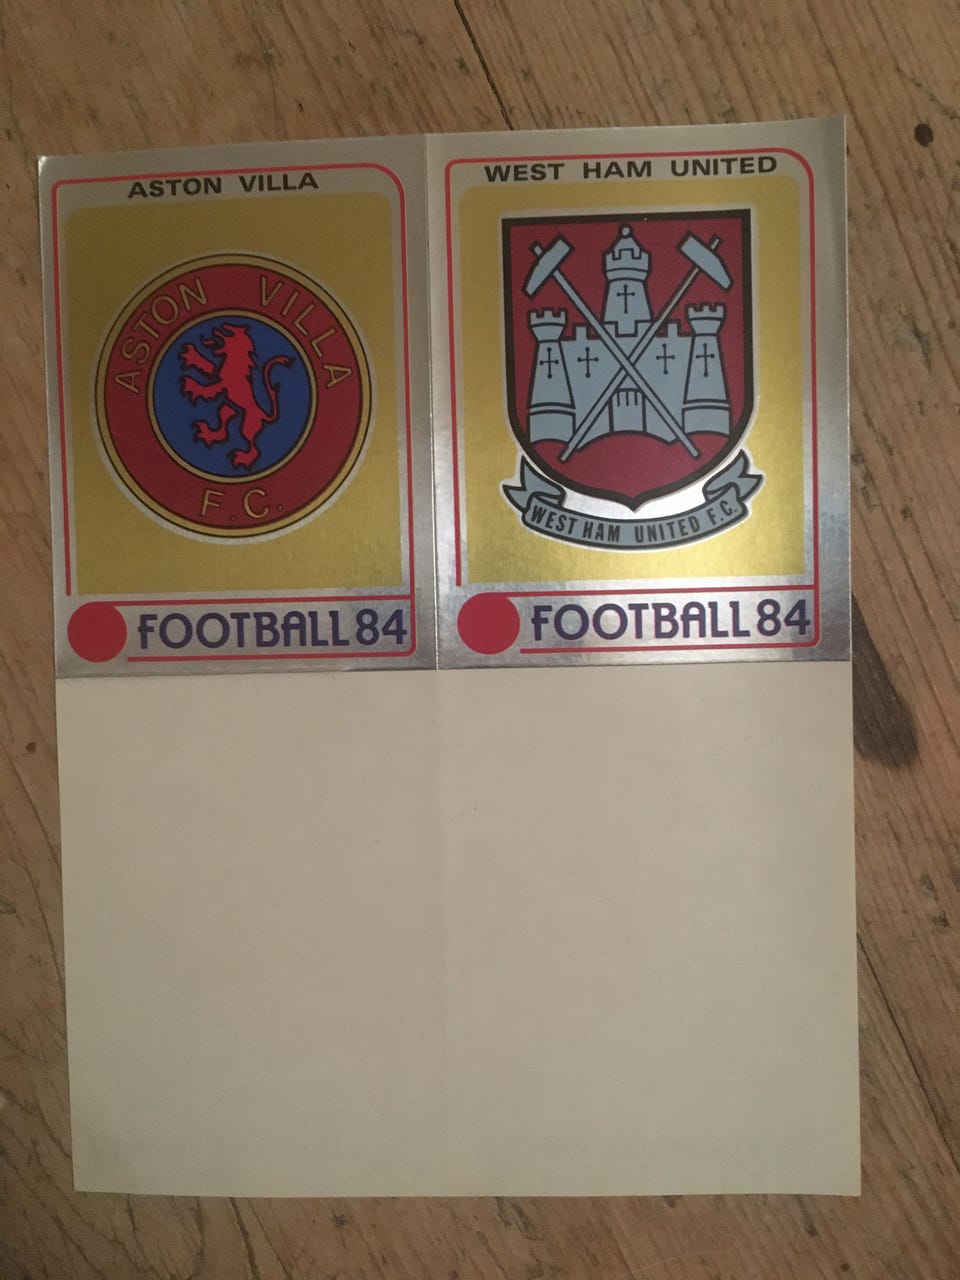 ASTON VILLA
ASTON VILLA
F.C.
FOOTBALL 84
WEST HAM UNITED
WEST HAM UNITED F.C.
FOOTBALL 84